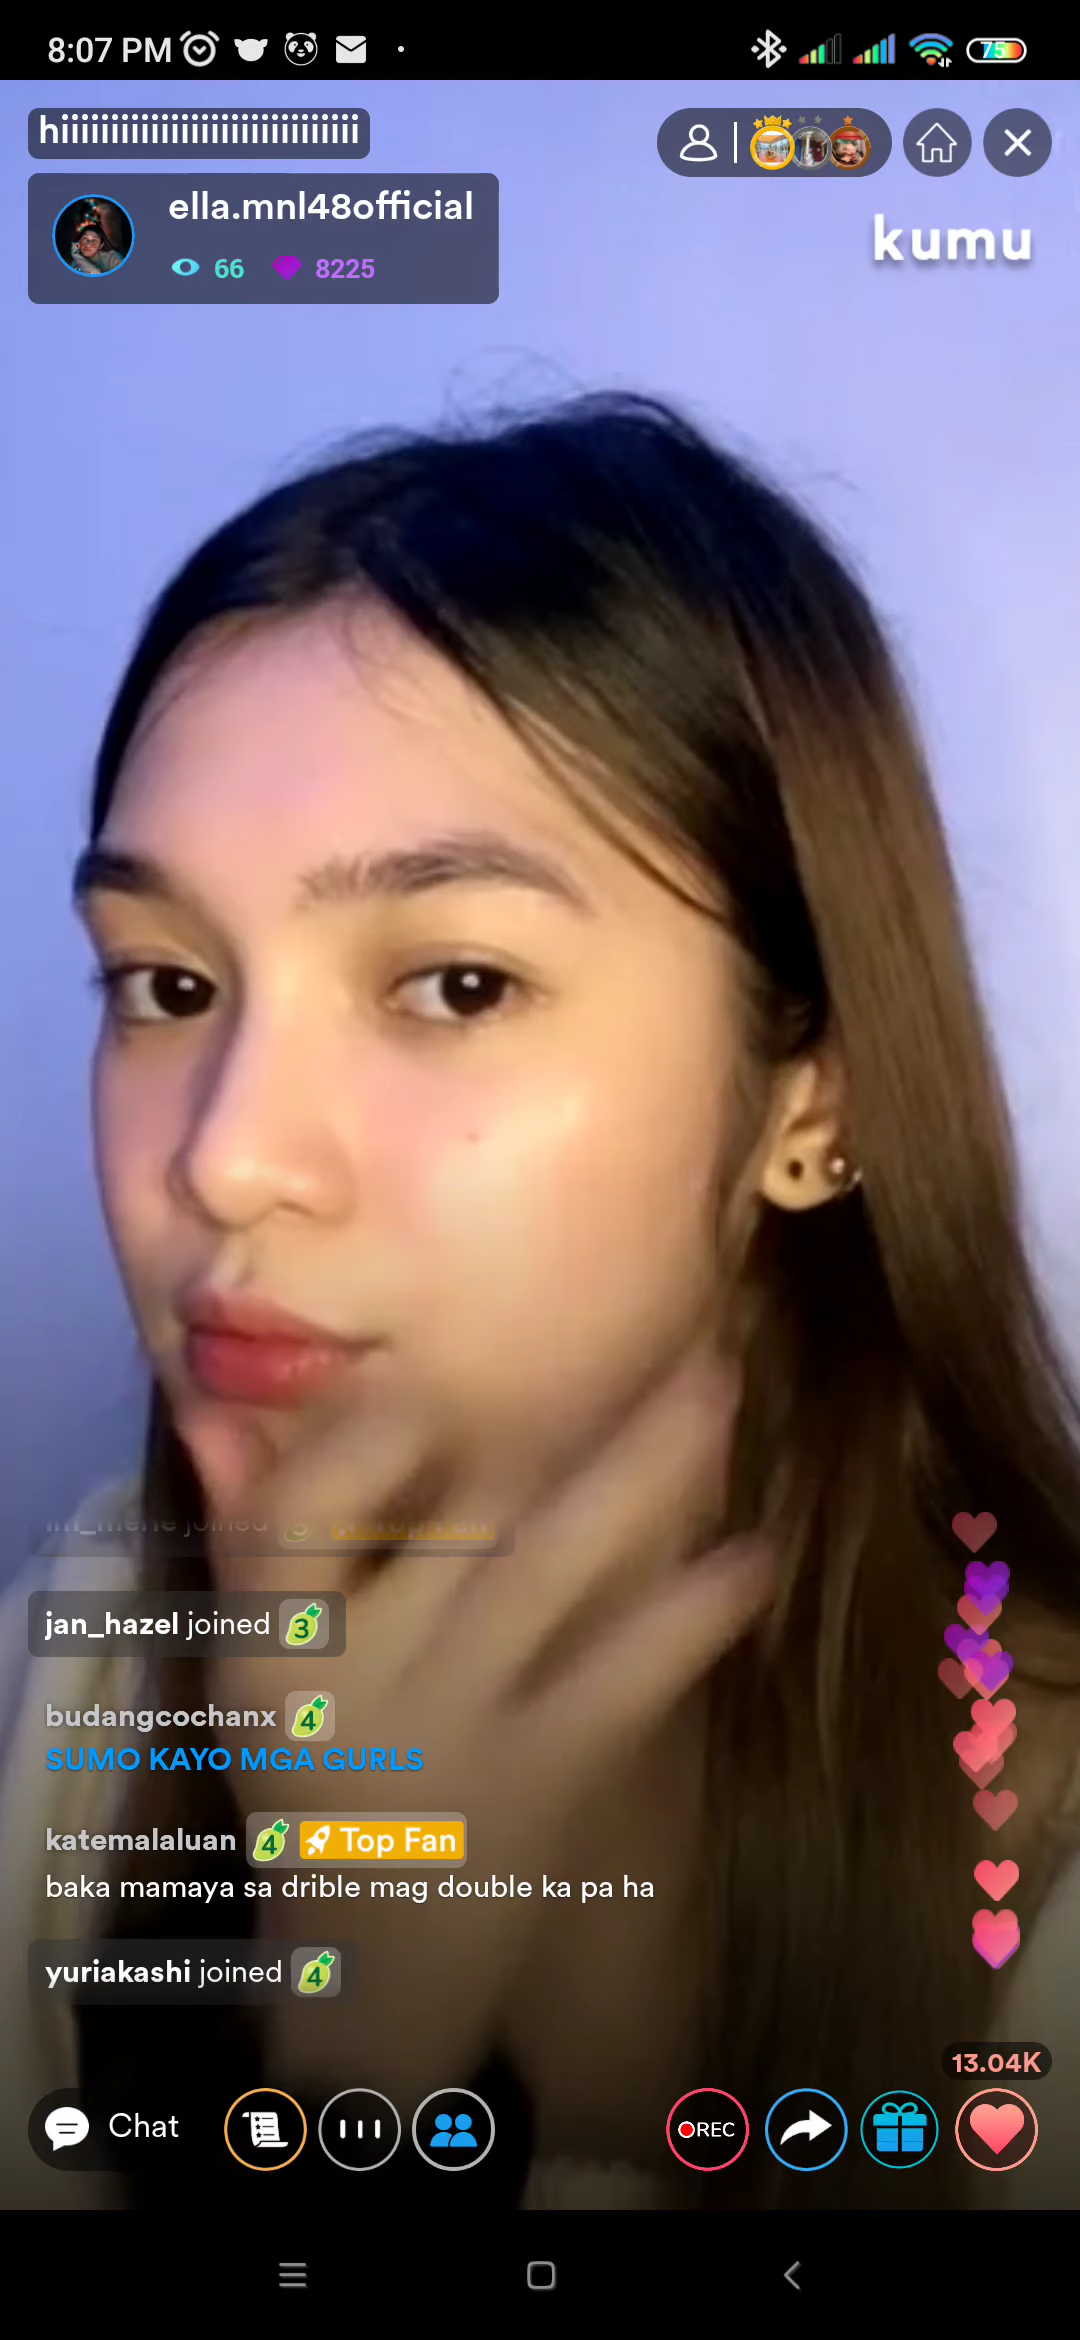 8:07 PM
75
hiiiiiiiiiiiiiiiiiiiiiiiiiiiiii
ella.mnl48official
66 8225
kumu
jan_hazel joined 3
budangcochanx 4
SUMO KAYO MGA GURLS
katemalaluan 4 Top Fan
baka mamaya sa drible mag double ka pa ha
yuriakashi joined 4
13.04K
Chat
REC